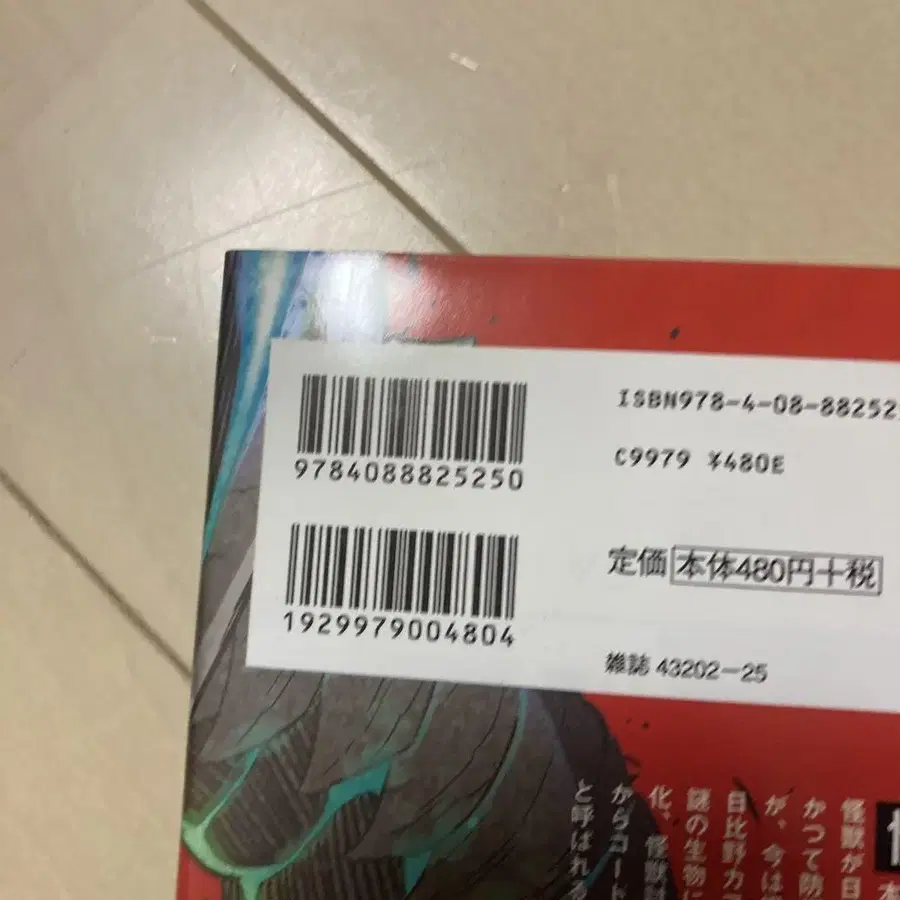 9784088825250
ISBN978-4-08-88252
C9979 ¥480E
1929979004804
定価 本体480円+税
雑誌 43202-25
怪獣が日
かつて防
が、今は
日比野カ
謎の生物に
化、怪獣
からコード
と呼ばれる